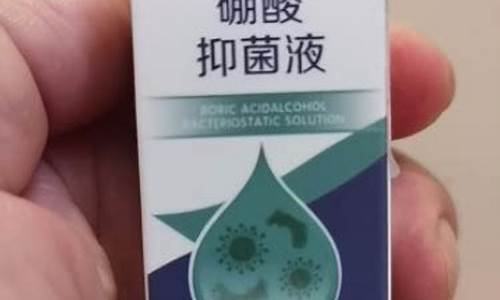 硼酸
抑菌液
BORIC ACIDALCOHOL
BACTERIOSTATIC SOLUTION